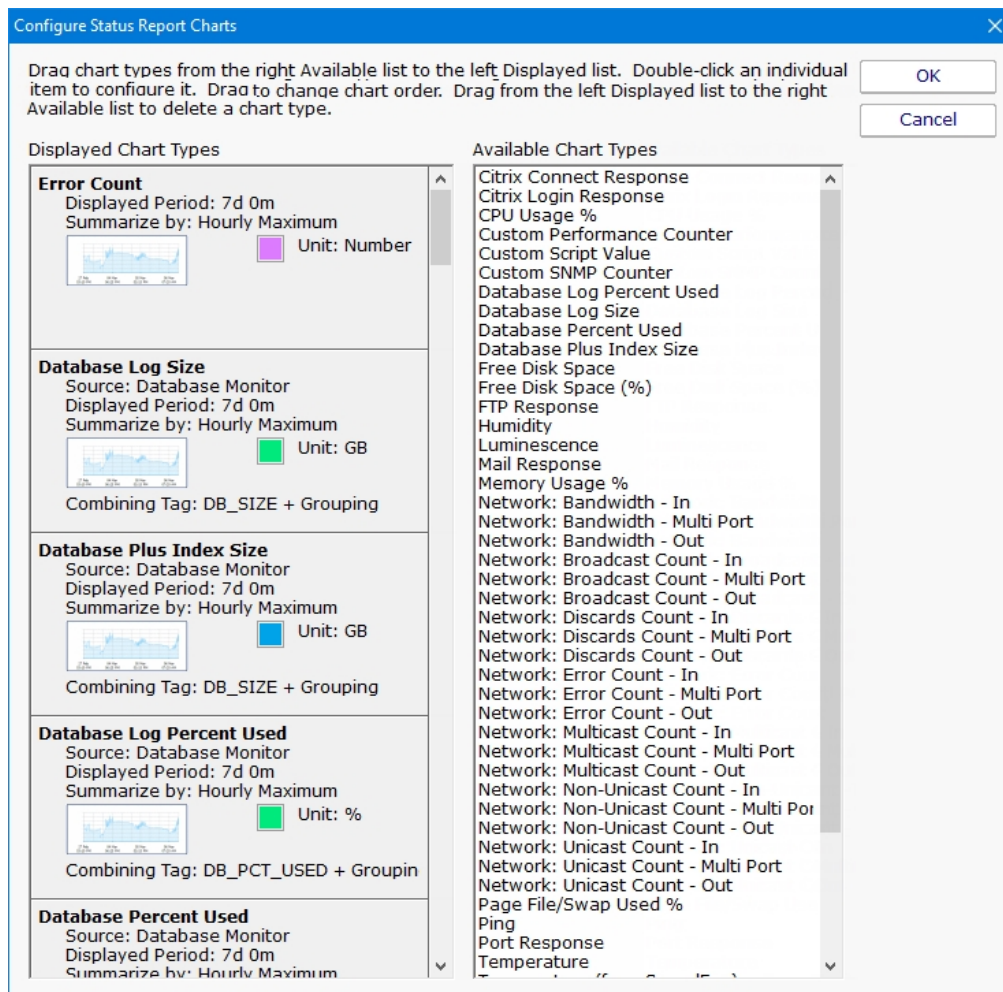 Configure Status Report Charts
Drag chart types from the right Available list to the left Displayed list. Double-click an individual
item to configure it. Drag to change chart order. Drag from the left Displayed list to the right
Available list to delete a chart type.
OK
Cancel
Displayed Chart Types
Error Count
Displayed Period: 7d 0m
Summarize by: Hourly Maximum
Unit: Number
Database Log Size
Source: Database Monitor
Displayed Period: 7d 0m
Summarize by: Hourly Maximum
Unit: GB
Combining Tag: DB_SIZE + Grouping
Database Plus Index Size
Source: Database Monitor
Displayed Period: 7d 0m
Summarize by: Hourly Maximum
Unit: GB
Combining Tag: DB_SIZE + Grouping
Database Log Percent Used
Source: Database Monitor
Displayed Period: 7d 0m
Summarize by: Hourly Maximum
Unit: %
Combining Tag: DB_PCT_USED + Groupin
Database Percent Used
Source: Database Monitor
Displayed Period: 7d 0m
Summarize by: Hourly Maximum
Available Chart Types
Citrix Connect Response
Citrix Login Response
CPU Usage %
Custom Performance Counter
Custom Script Value
Custom SNMP Counter
Database Log Percent Used
Database Log Size
Database Percent Used
Database Plus Index Size
Free Disk Space
Free Disk Space (%)
FTP Response
Humidity
Luminescence
Mail Response
Memory Usage %
Network: Bandwidth - In
Network: Bandwidth - Multi Port
Network: Bandwidth - Out
Network: Broadcast Count - In
Network: Broadcast Count - Multi Port
Network: Broadcast Count - Out
Network: Discards Count - In
Network: Discards Count - Multi Port
Network: Discards Count - Out
Network: Error Count - In
Network: Error Count - Multi Port
Network: Error Count - Out
Network: Multicast Count - In
Network: Multicast Count - Multi Port
Network: Multicast Count - Out
Network: Non-Unicast Count - In
Network: Non-Unicast Count - Multi Por
Network: Non-Unicast Count - Out
Network: Unicast Count - In
Network: Unicast Count - Multi Port
Network: Unicast Count - Out
Page File/Swap Used %
Ping
Port Response
Temperature